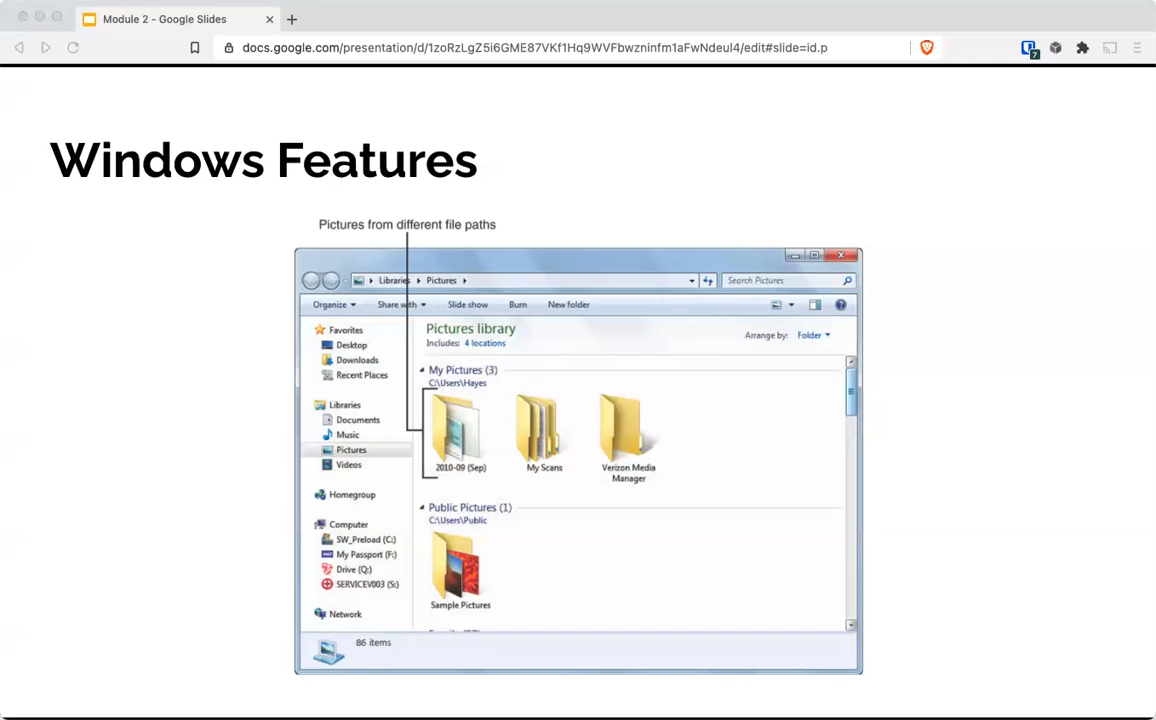 Module 2 - Google Slides
docs.google.com/presentation/d/1zoRzLgZ5i6GME87VKf1Hq9WVFbwzninfm1aFwNdeuI4/edit#slide=id.p
7
Windows Features
Pictures from different file paths
Libraries Pictures
Search Pictures
Organize Share with Slide show Burn New folder
Favorites
Desktop
Downloads
Recent Places
Libraries
Documents
Music
Pictures
Videos
Homegroup
Computer
SW_Preload (C:)
My Passport (F:)
Drive (Q:)
SERVICEV003 (S:)
Network
Pictures library
Includes: 4 locations
Arrange by: Folder
My Pictures (3)
C:\Users\Hayes
2010-09 (Sep)
My Scans
Verizon Media
Manager
Public Pictures (1)
C:\Users\Public
Sample Pictures
86 items